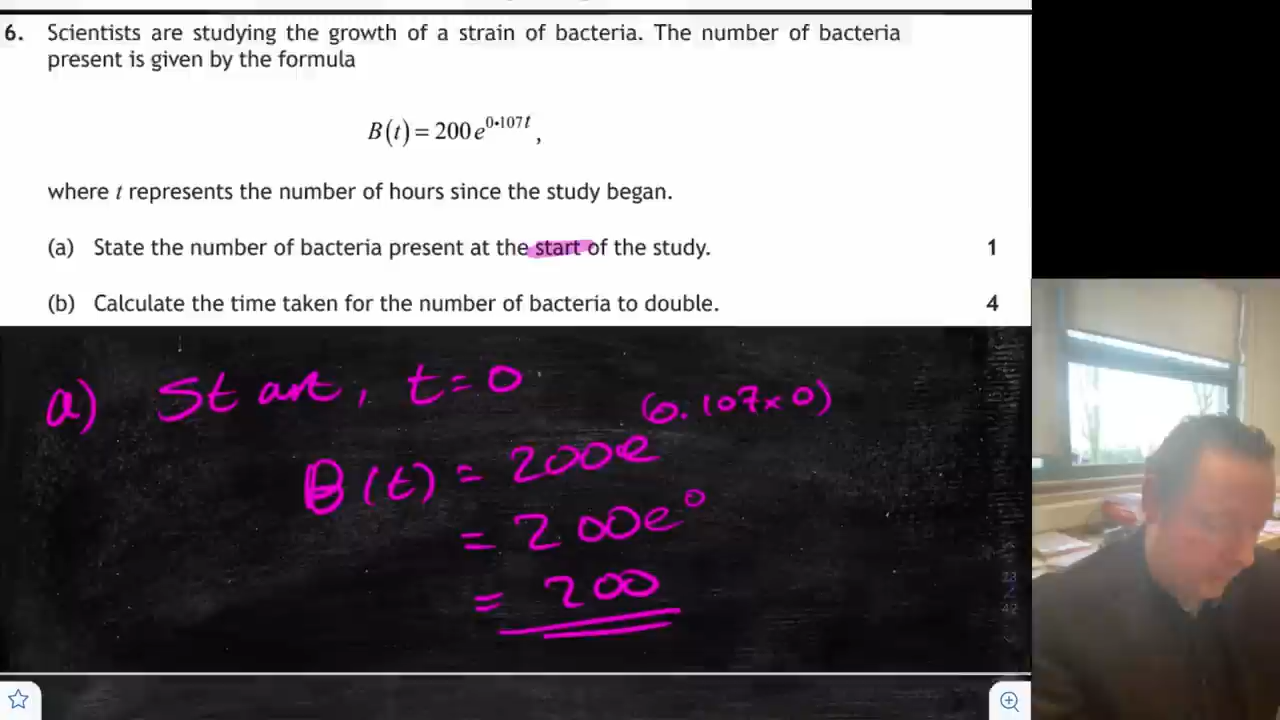 6. Scientists are studying the growth of a strain of bacteria. The number of bacteria
present is given by the formula
B(t) = 200e^{0·107t},
where t represents the number of hours since the study began.
(a) State the number of bacteria present at the start of the study. 1
(b) Calculate the time taken for the number of bacteria to double. 4
a) Start, t=0
B(t) = 200e^{(0.107×0)}
= 200e^{0}
= 200